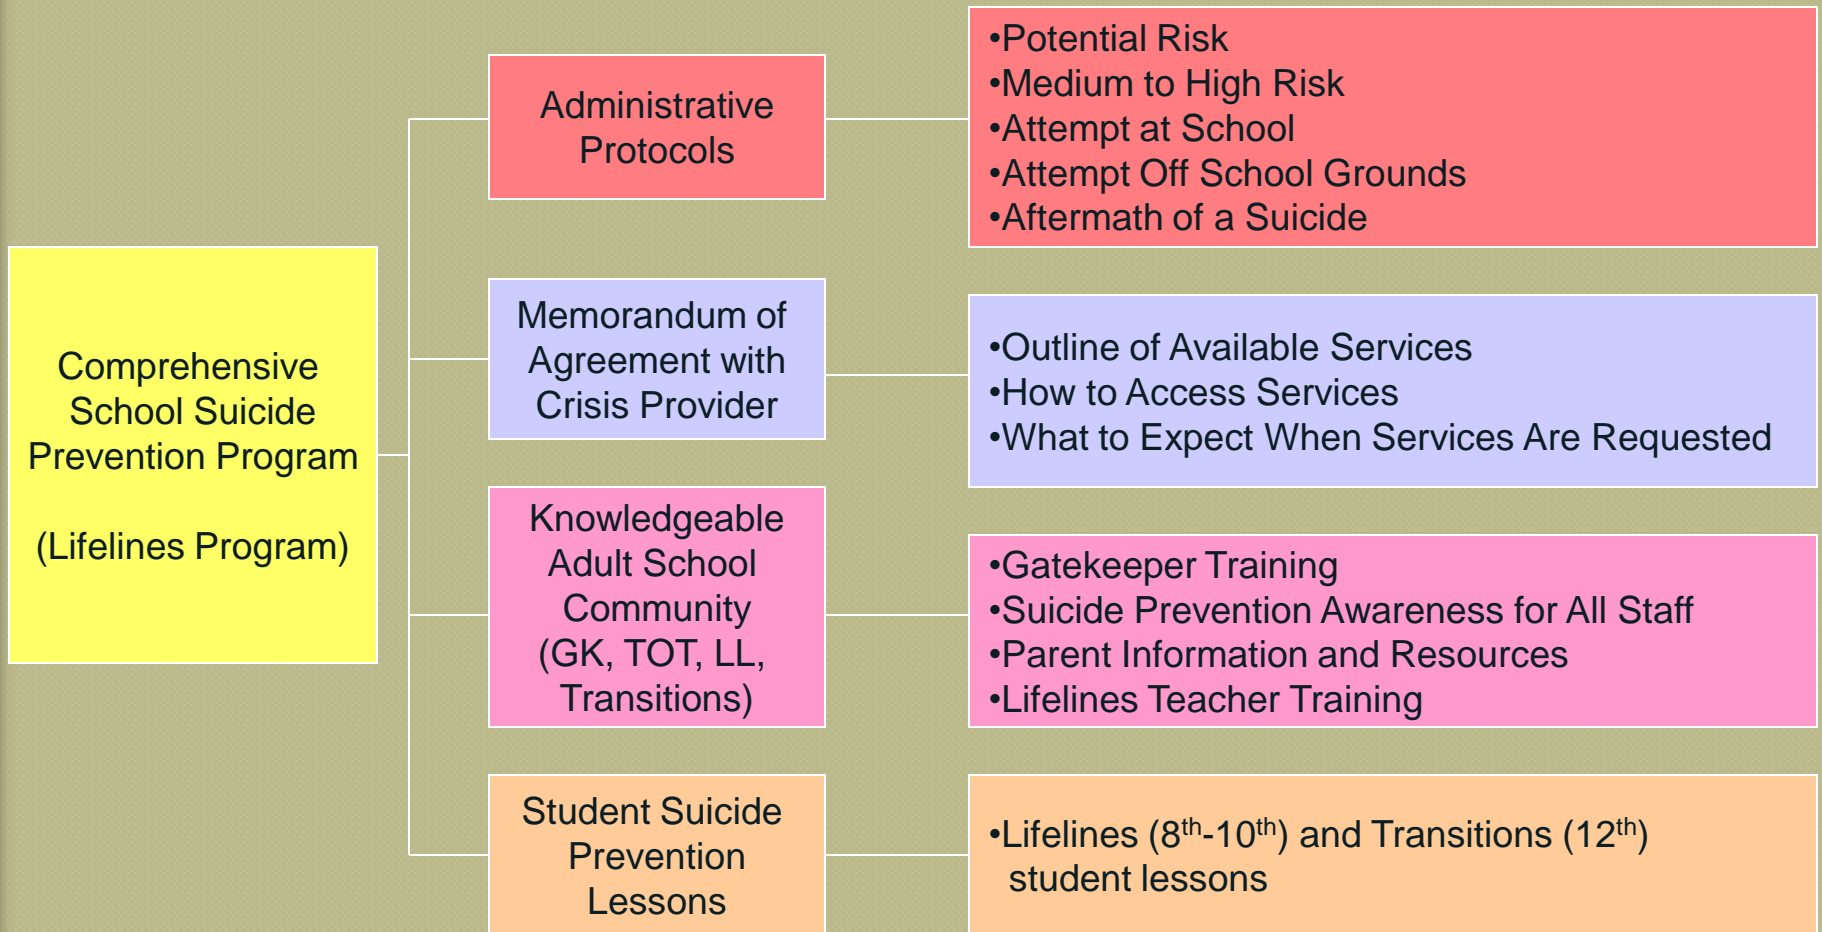 Comprehensive
School Suicide
Prevention Program
(Lifelines Program)
Administrative
Protocols
•Potential Risk
•Medium to High Risk
•Attempt at School
•Attempt Off School Grounds
•Aftermath of a Suicide
Memorandum of
Agreement with
Crisis Provider
•Outline of Available Services
•How to Access Services
•What to Expect When Services Are Requested
Knowledgeable
Adult School
Community
(GK, TOT, LL,
Transitions)
•Gatekeeper Training
•Suicide Prevention Awareness for All Staff
•Parent Information and Resources
•Lifelines Teacher Training
Student Suicide
Prevention
Lessons
•Lifelines (8th-10th) and Transitions (12th)
student lessons